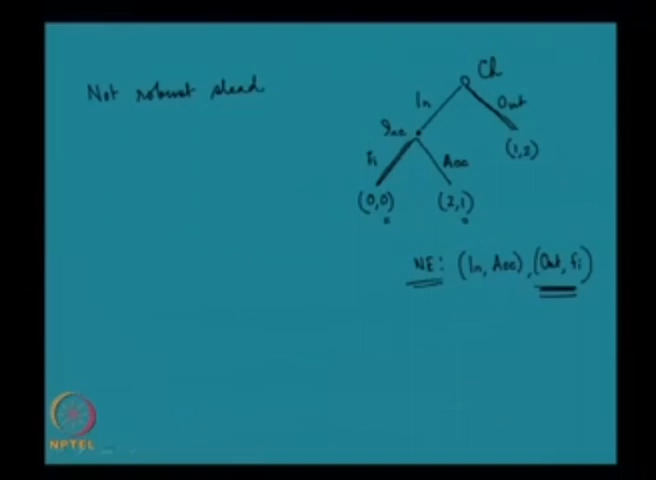 Not robust stead
Ch
In
Out
Inc
Fi
Acc
(1,2)
(0,0)
(2,1)
NE: (In, Acc), (Out, fi)
NPTEL